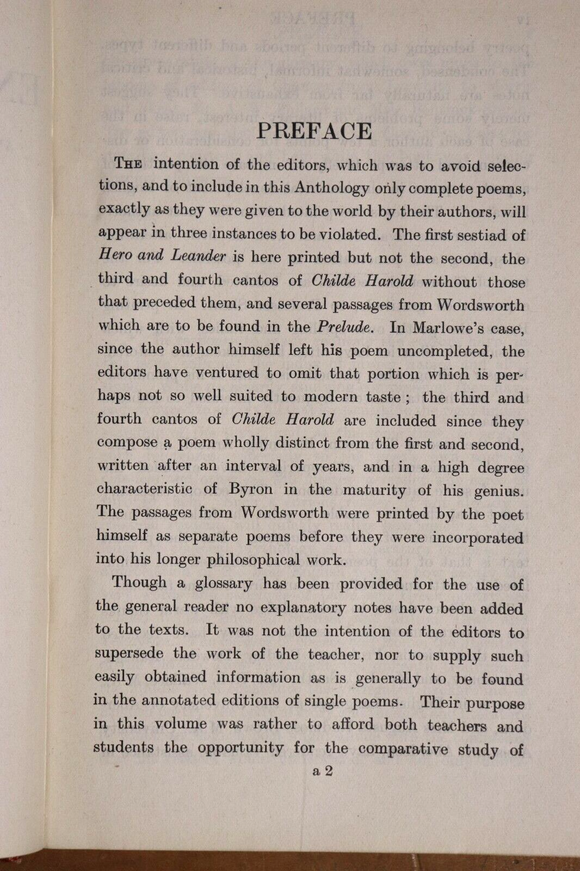 PREFACE
THE intention of the editors, which was to avoid selec-
tions, and to include in this Anthology only complete poems,
exactly as they were given to the world by their authors, will
appear in three instances to be violated. The first sestiad of
Hero and Leander is here printed but not the second, the
third and fourth cantos of Childe Harold without those
that preceded them, and several passages from Wordsworth
which are to be found in the Prelude. In Marlowe's case,
since the author himself left his poem uncompleted, the
editors have ventured to omit that portion which is per-
haps not so well suited to modern taste; the third and
fourth cantos of Childe Harold are included since they
compose a poem wholly distinct from the first and second,
written after an interval of years, and in a high degree
characteristic of Byron in the maturity of his genius.
The passages from Wordsworth were printed by the poet
himself as separate poems before they were incorporated
into his longer philosophical work.
Though a glossary has been provided for the use of
the general reader no explanatory notes have been added
to the texts. It was not the intention of the editors to
supersede the work of the teacher, nor to supply such
easily obtained information as is generally to be found
in the annotated editions of single poems. Their purpose
in this volume was rather to afford both teachers and
students the opportunity for the comparative study of
a 2